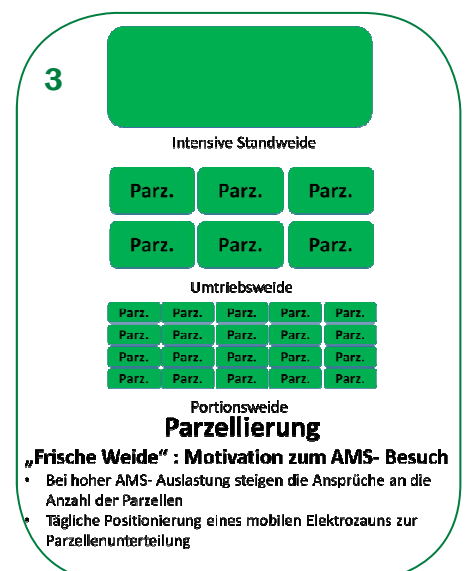 3
Intensive Standweide
Parz. Parz. Parz.
Parz. Parz. Parz.
Umtriebsweide
Parz. Parz. Parz. Parz. Parz.
Parz. Parz. Parz. Parz. Parz.
Parz. Parz. Parz. Parz. Parz.
Parz. Parz. Parz. Parz. Parz.
Portionsweide
Parzellierung
„Frische Weide“ : Motivation zum AMS- Besuch
• Bei hoher AMS- Auslastung steigen die Ansprüche an die
Anzahl der Parzellen
• Tägliche Positionierung eines mobilen Elektrozauns zur
Parzellenunterteilung